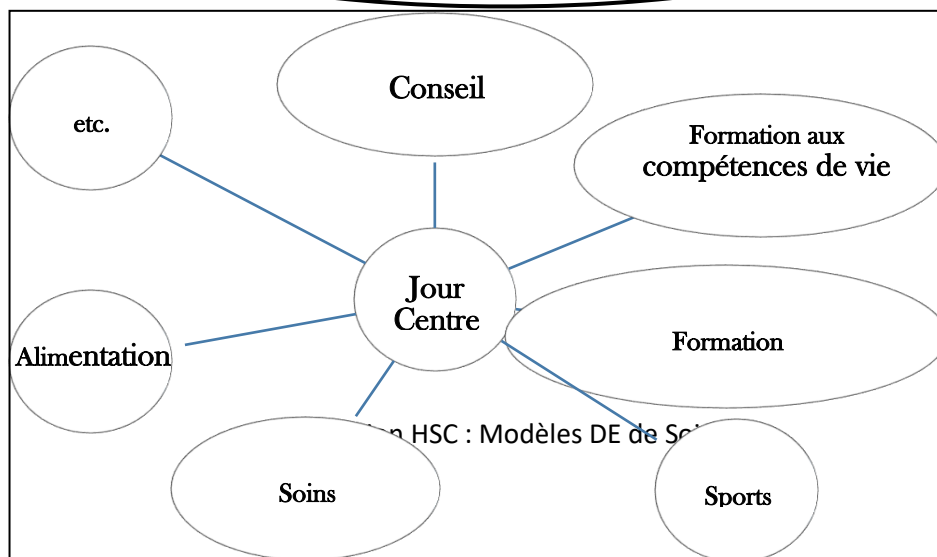 Conseil
etc.
Formation aux
compétences de vie
Jour
Centre
Formation
Alimentation
HSC : Modèles DE de
Soins
Sports